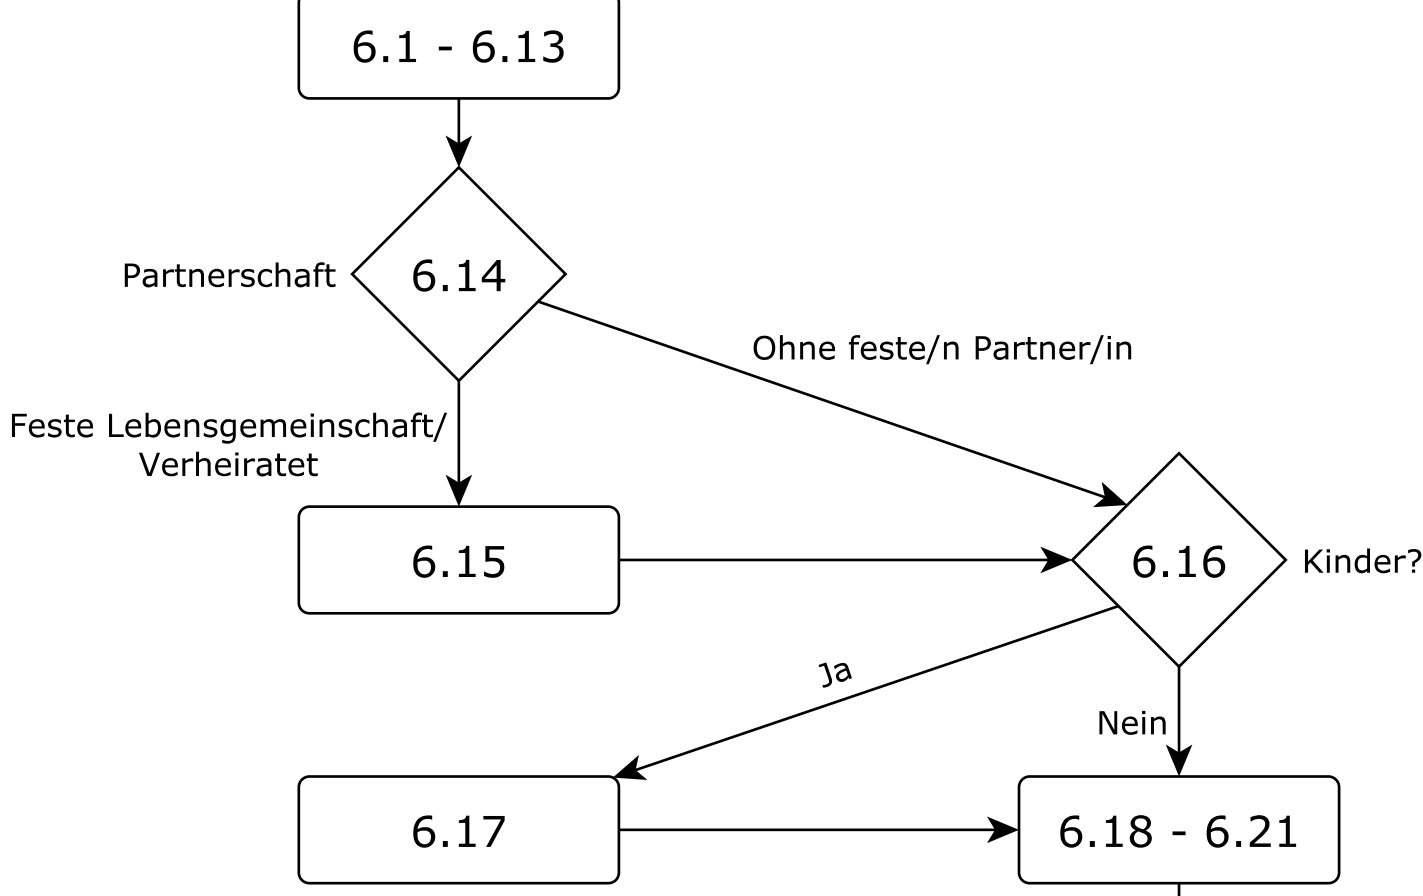 6.1 - 6.13
Partnerschaft
6.14
Ohne feste/n Partner/in
Feste Lebensgemeinschaft/
Verheiratet
6.15
6.16
Kinder?
Ja
Nein
6.17
6.18 - 6.21